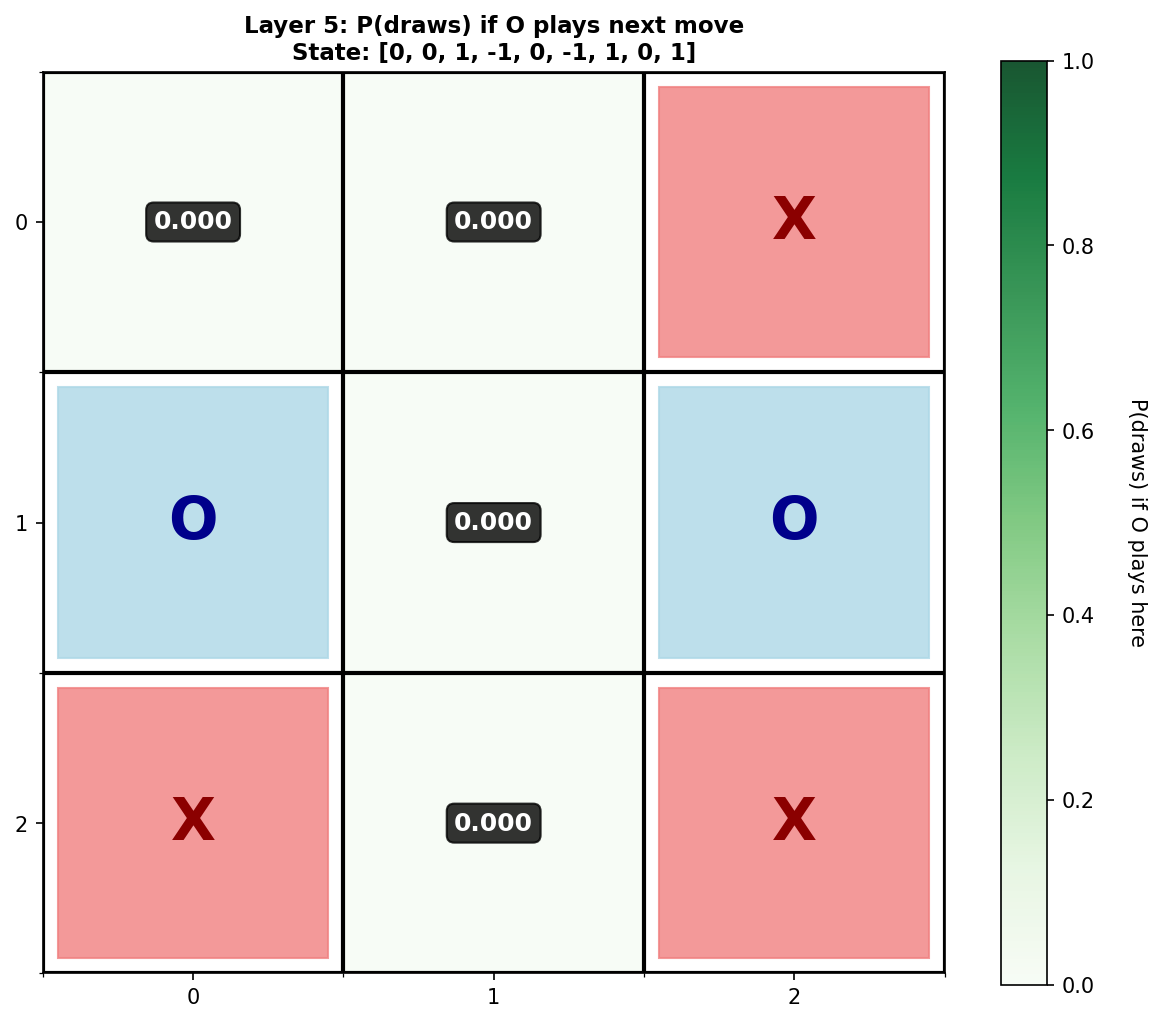 Layer 5: P(draws) if O plays next move
State: [0, 0, 1, -1, 0, -1, 1, 0, 1]
0
0.000
0.000
X
1
O
0.000
O
2
X
0.000
X
0
1
2
1.0
0.8
0.6
0.4
0.2
0.0
P(draws) if O plays here